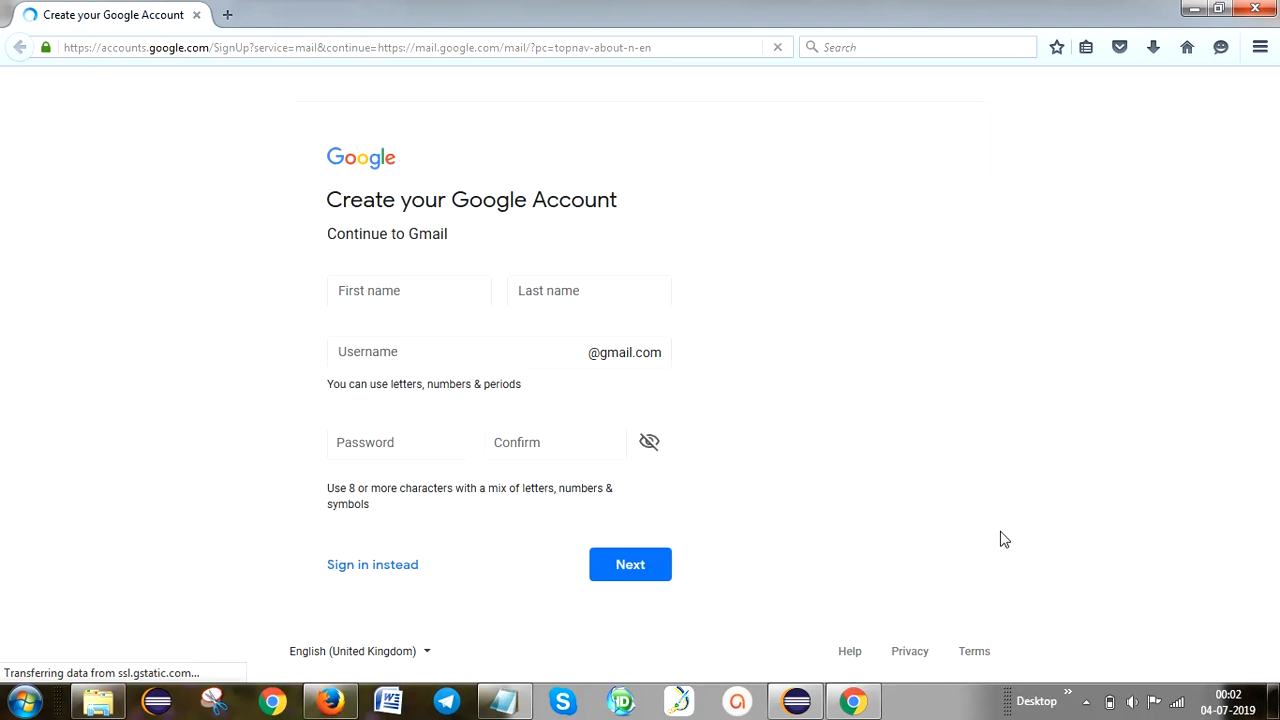 Create your Google Account
https://accounts.google.com/SignUp?service=mail&continue=https://mail.google.com/mail/?pc=topnav-about-n-en
Search
Google
Create your Google Account
Continue to Gmail
First name
Last name
Username
@gmail.com
You can use letters, numbers & periods
Password
Confirm
Use 8 or more characters with a mix of letters, numbers &
symbols
Sign in instead
Next
English (United Kingdom)
Help
Privacy
Terms
Transferring data from ssl.gstatic.com...
Desktop
00:02
04-07-2019